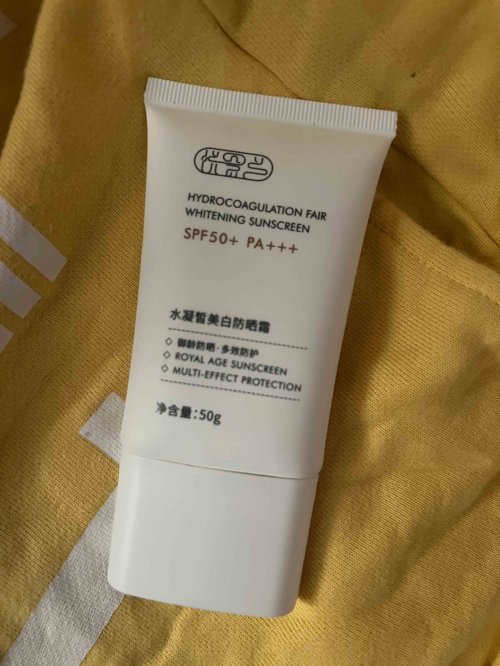 HYDROCOAGULATION FAIR
WHITENING SUNSCREEN
SPF50+ PA+++
水凝皙美白防晒霜
◇ 御龄防晒·多效防护
◇ ROYAL AGE SUNSCREEN
◇ MULTI-EFFECT PROTECTION
净含量:50g